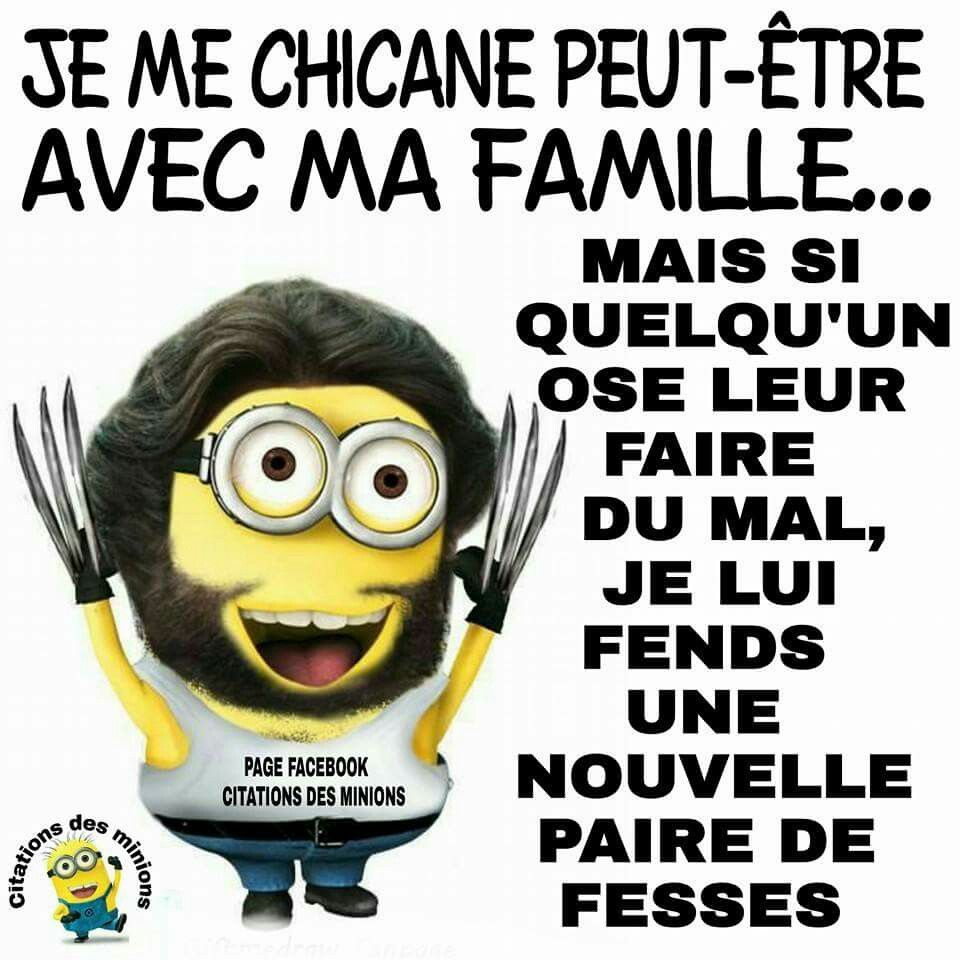 JE ME CHICANE PEUT-ÊTRE
AVEC MA FAMILLE...
MAIS SI
QUELQU'UN
OSE LEUR
FAIRE
DU MAL,
JE LUI
FENDS
UNE
NOUVELLE
PAIRE DE
FESSES
PAGE FACEBOOK
CITATIONS DES MINIONS
Citations des minions